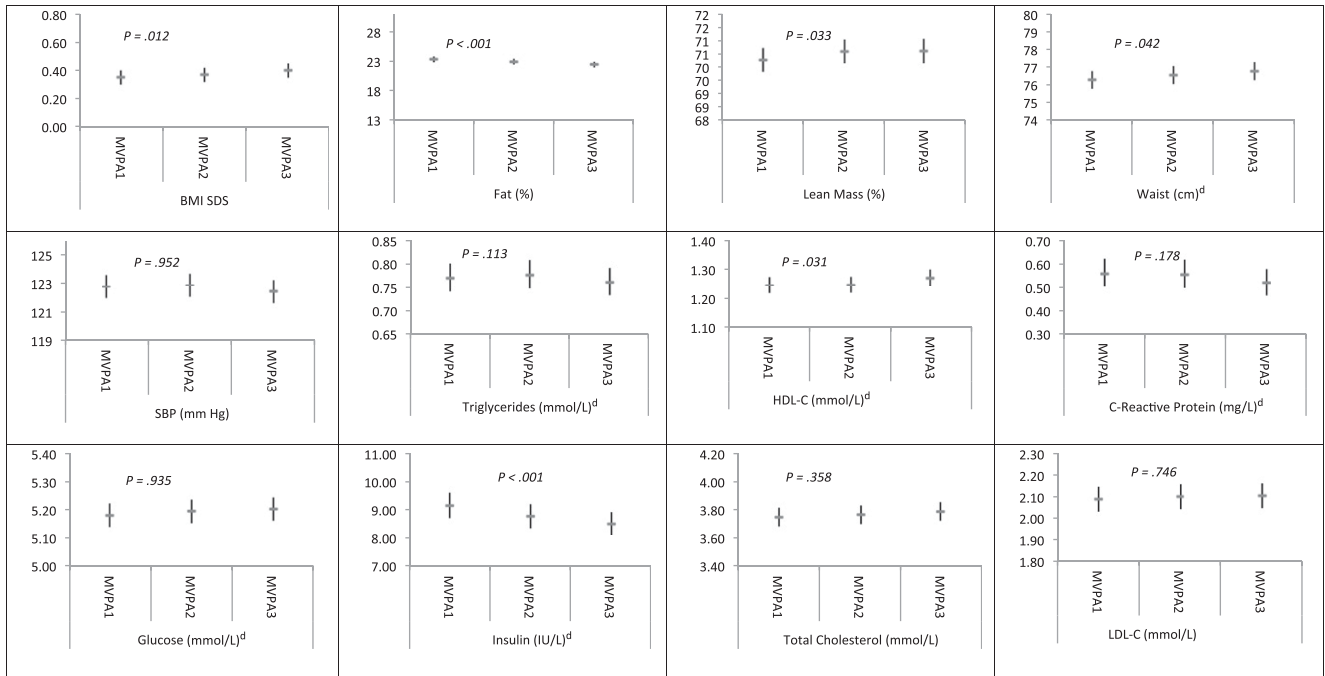 0.80
0.60
0.40
0.20
0.00
P = .012
MVPA1
MVPA2
MVPA3
BMI SDS
28
23
18
13
P < .001
MVPA1
MVPA2
MVPA3
Fat (%)
72
72
71
71
70
70
69
69
68
P = .033
MVPA1
MVPA2
MVPA3
Lean Mass (%)
80
79
77
76
74
P = .042
MVPA1
MVPA2
MVPA3
Waist (cm)d
125
123
121
119
P = .952
MVPA1
MVPA2
MVPA3
SBP (mm Hg)
0.85
0.80
0.75
0.70
0.65
P = .113
MVPA1
MVPA2
MVPA3
Triglycerides (mmol/L)d
1.40
1.30
1.20
1.10
P = .031
MVPA1
MVPA2
MVPA3
HDL-C (mmol/L)d
0.70
0.60
0.50
0.40
0.30
P = .178
MVPA1
MVPA2
MVPA3
C-Reactive Protein (mg/L)d
5.40
5.30
5.20
5.10
5.00
P = .935
MVPA1
MVPA2
MVPA3
Glucose (mmol/L)d
11.00
10.00
9.00
8.00
7.00
P < .001
MVPA1
MVPA2
MVPA3
Insulin (IU/L)d
4.20
4.00
3.80
3.60
3.40
P = .358
MVPA1
MVPA2
MVPA3
Total Cholesterol (mmol/L)
2.30
2.20
2.10
2.00
1.90
1.80
P = .746
MVPA1
MVPA2
MVPA3
LDL-C (mmol/L)